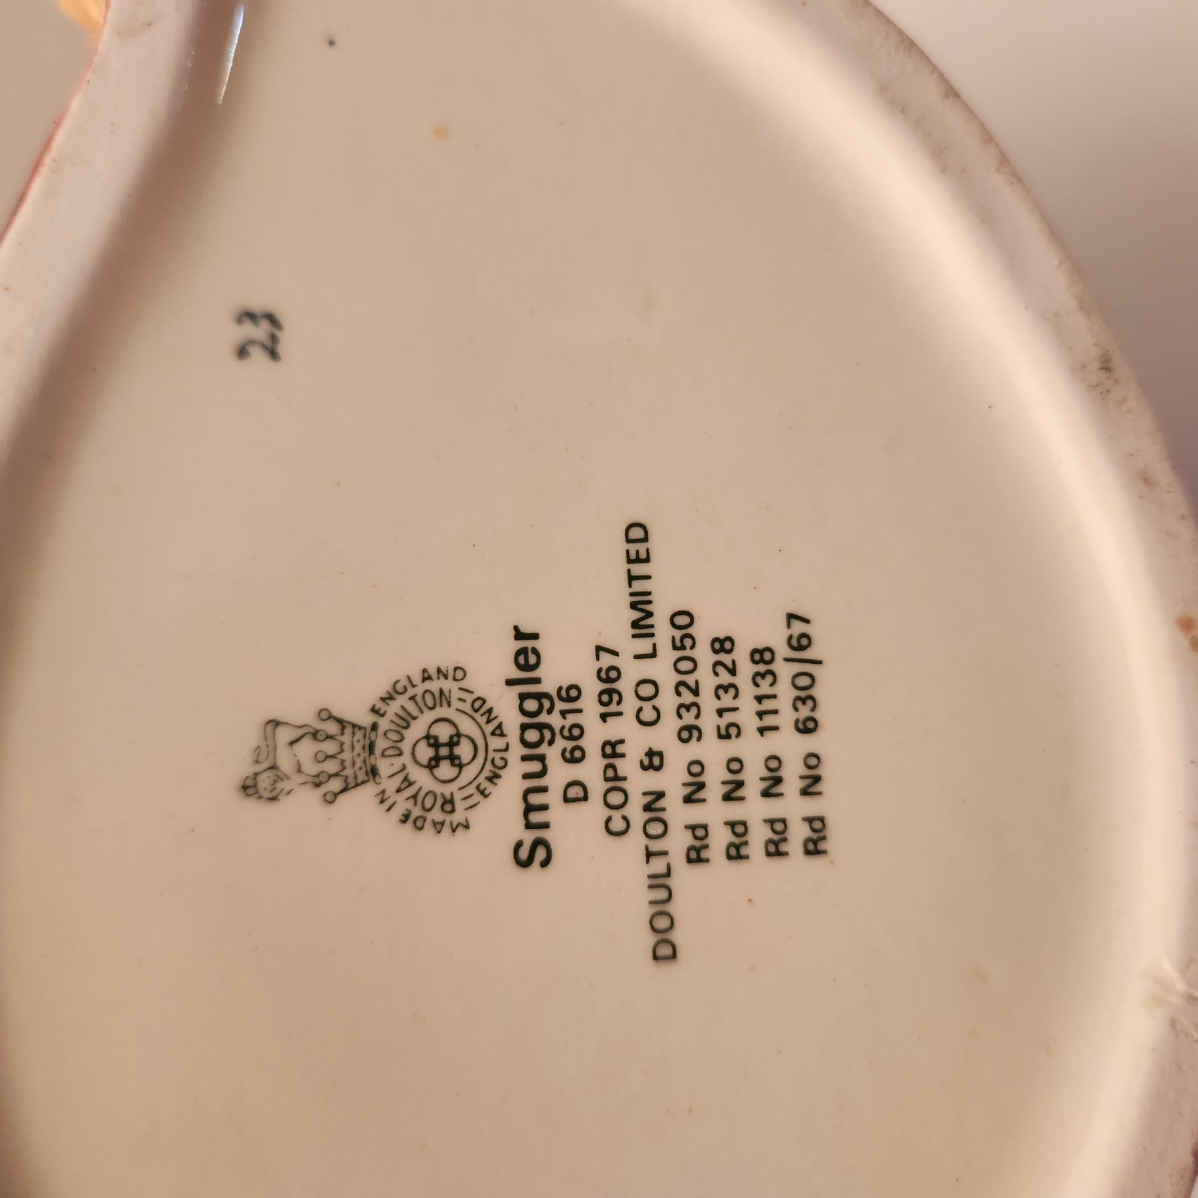 23
MADE IN ENGLAND
ROYAL DOULTON
ENGLAND
Smuggler
D 6616
COPR 1967
DOULTON & CO LIMITED
Rd No 932050
Rd No 51328
Rd No 11138
Rd No 630/67